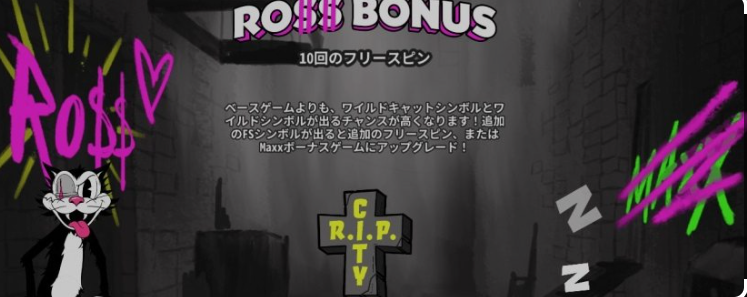 RO$$ BONUS
10回のフリースピン
ベースゲームよりも、ワイルドキャットシンボルとワ
イルドシンボルが出るチャンスが高くなります！追加
のFSシンボルが出ると追加のフリースピン、または
Maxxボーナスゲームにアップグレード！
Ro$$
MAXX
CITY
R.I.P.
Z
Z